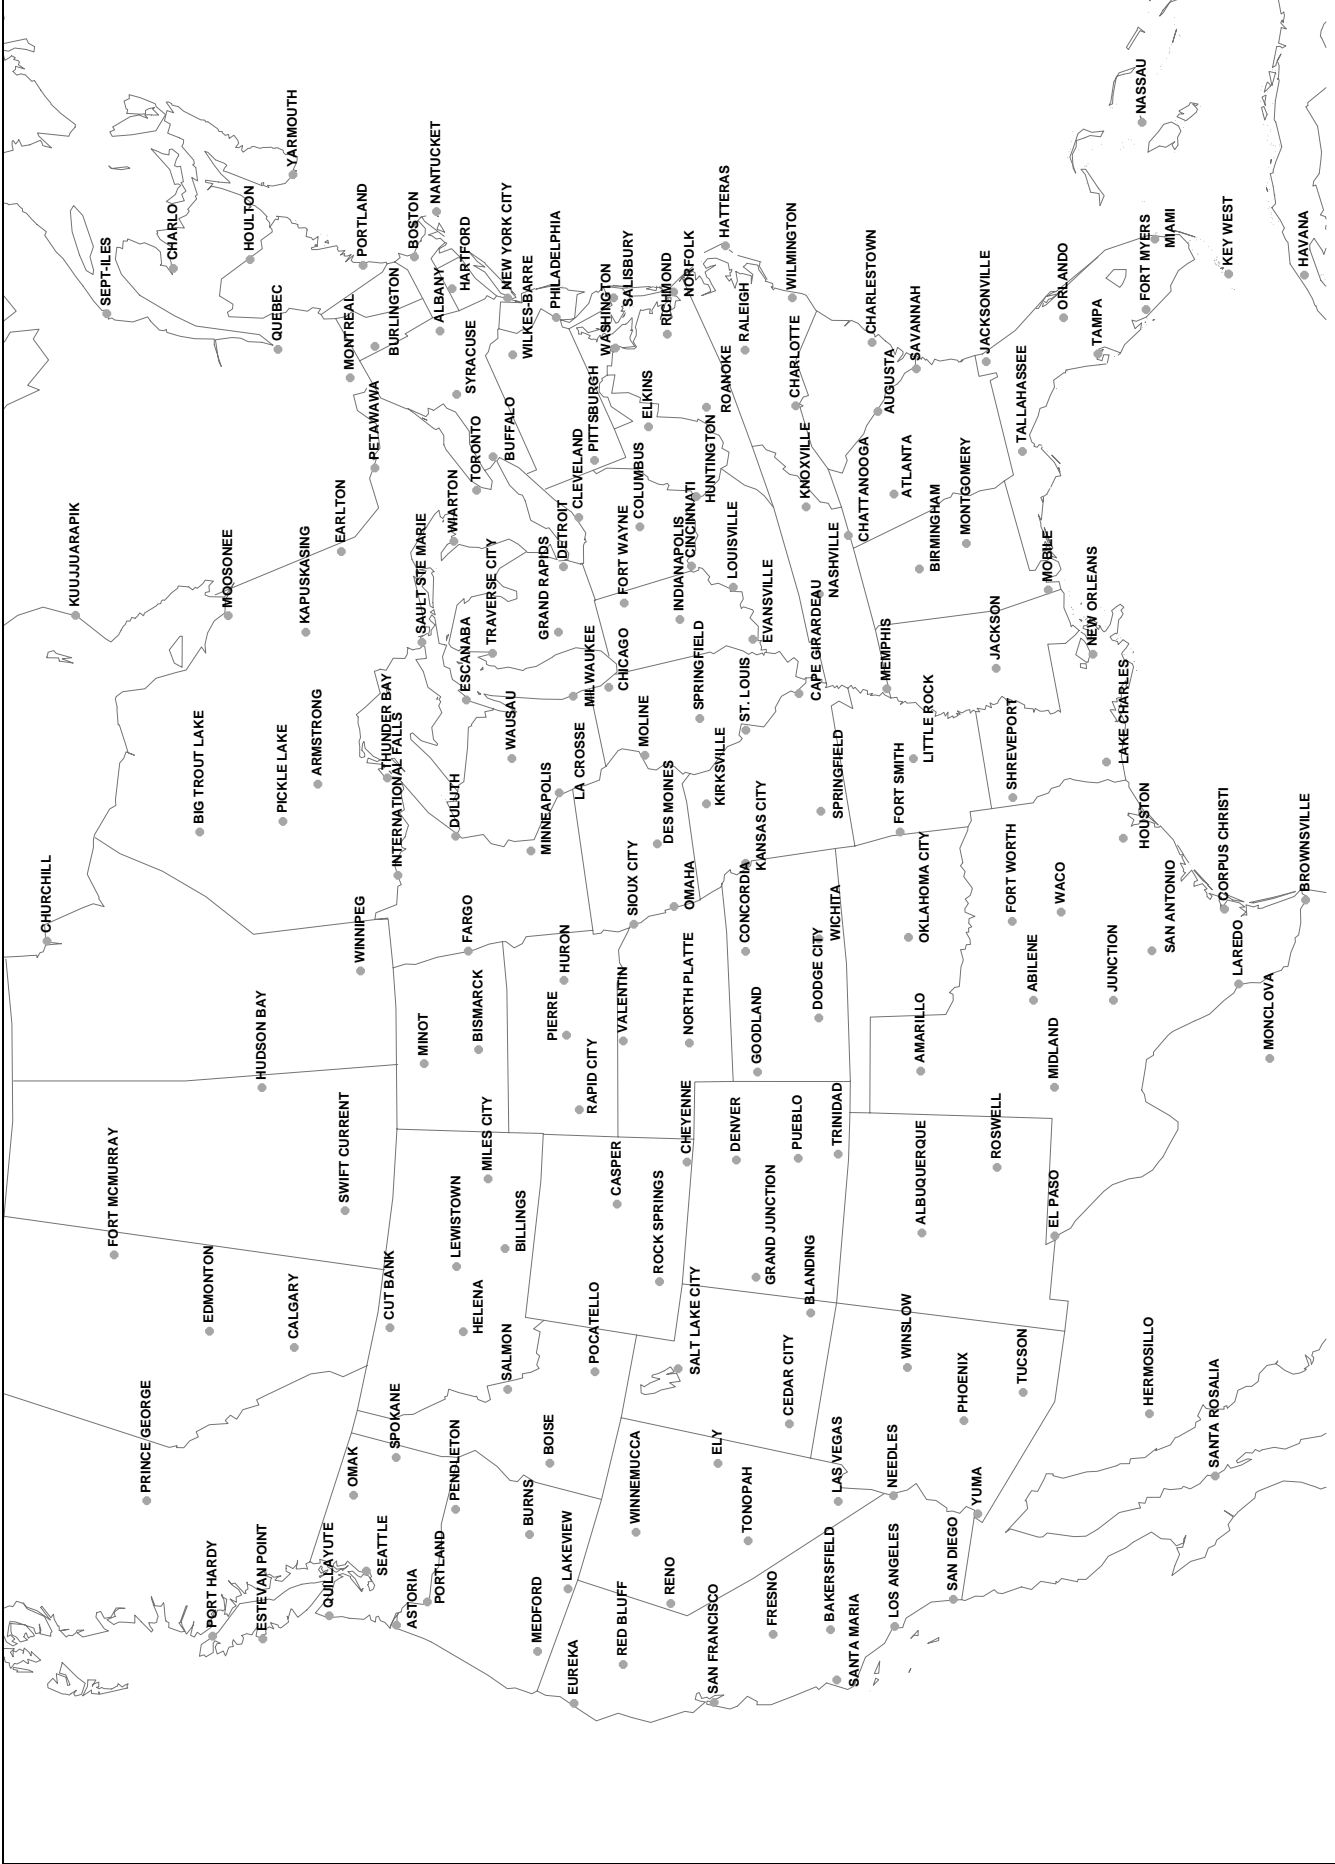 CHURCHILL
KUUJJUARAPIK
SEPT-ILES
FORT MCMURRAY
PRINCE GEORGE
CHARLO
BIG TROUT LAKE
EDMONTON
PORT HARDY
MOOSONEE
HOULTON
HUDSON BAY
ESTEVAN POINT
QUEBEC
PICKLE LAKE
CALGARY
YARMOUTH
KAPUSKASING
ARMSTRONG
QUILLAYUTE
EARLTON
SWIFT CURRENT
MONTREAL
OMAK
WINNIPEG
PORTLAND
SEATTLE
PETAWAWA
BURLINGTON
THUNDER BAY
CUT BANK
SPOKANE
INTERNATIONAL FALLS
ASTORIA
BOSTON
SAULT STE MARIE
MINOT
PORTLAND
NANTUCKET
ALBANY
HARTFORD
WIARTON
DULUTH
LEWISTOWN
PENDLETON
SYRACUSE
ESCANABA
FARGO
HELENA
TORONTO
BISMARCK
MILES CITY
TRAVERSE CITY
BUFFALO
BILLINGS
SALMON
NEW YORK CITY
WILKES-BARRE
WAUSAU
BURNS
MINNEAPOLIS
MEDFORD
BOISE
PHILADELPHIA
GRAND RAPIDS
DETROIT
LA CROSSE
HURON
PIERRE
LAKEVIEW
EUREKA
CLEVELAND
MILWAUKEE
RAPID CITY
PITTSBURGH
POCATELLO
WASHINGTON
SALISBURY
CHICAGO
CASPER
FORT WAYNE
VALENTIN
RED BLUFF
SIOUX CITY
WINNEMUCCA
COLUMBUS
MOLINE
ELKINS
DES MOINES
ROCK SPRINGS
RICHMOND
NORFOLK
RENO
OMAHA
INDIANAPOLIS
SALT LAKE CITY
CHEYENNE
NORTH PLATTE
CINCINNATI
HUNTINGTON
SPRINGFIELD
KIRKSVILLE
ROANOKE
SAN FRANCISCO
ELY
HATTERAS
LOUISVILLE
DENVER
RALEIGH
ST. LOUIS
KANSAS CITY
CONCORDIA
TONOPAH
EVANSVILLE
GOODLAND
GRAND JUNCTION
FRESNO
CEDAR CITY
WILMINGTON
CHARLOTTE
CAPE GIRARDEAU
PUEBLO
KNOXVILLE
BLANDING
NASHVILLE
WICHITA
DODGE CITY
SPRINGFIELD
BAKERSFIELD
SANTA MARIA
TRINIDAD
LAS VEGAS
CHATTANOOGA
CHARLESTOWN
AUGUSTA
MEMPHIS
ATLANTA
NEEDLES
LOS ANGELES
FORT SMITH
OKLAHOMA CITY
WINSLOW
LITTLE ROCK
SAVANNAH
BIRMINGHAM
AMARILLO
ALBUQUERQUE
SAN DIEGO
PHOENIX
MONTGOMERY
YUMA
JACKSONVILLE
JACKSON
ROSWELL
SHREVEPORT
FORT WORTH
TALLAHASSEE
TUCSON
ABILENE
MOBILE
MIDLAND
EL PASO
WACO
ORLANDO
NEW ORLEANS
TAMPA
LAKE CHARLES
JUNCTION
HOUSTON
NASSAU
FORT MYERS
MIAMI
HERMOSILLO
SAN ANTONIO
SANTA ROSALIA
CORPUS CHRISTI
KEY WEST
LAREDO
MONCLOVA
HAVANA
BROWNSVILLE